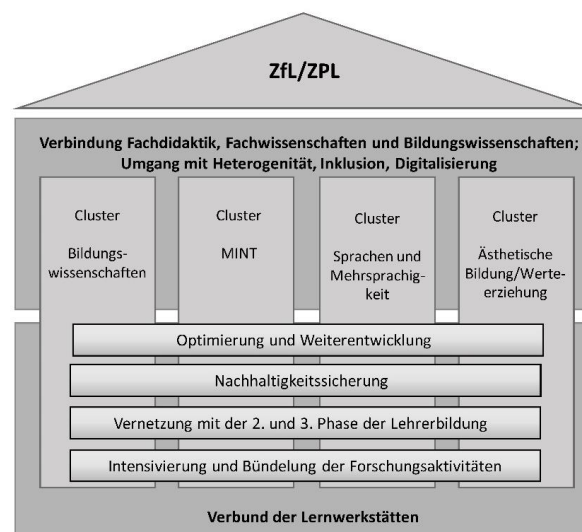 ZfL/ZPL
Verbindung Fachdidaktik, Fachwissenschaften und Bildungswissenschaften;
Umgang mit Heterogenität, Inklusion, Digitalisierung
Cluster
Bildungs-
wissenschaften
Cluster
MINT
Cluster
Sprachen und
Mehrsprachig-
keit
Cluster
Ästhetische
Bildung/Werte-
erziehung
Optimierung und Weiterentwicklung
Nachhaltigkeitssicherung
Vernetzung mit der 2. und 3. Phase der Lehrerbildung
Intensivierung und Bündelung der Forschungsaktivitäten
Verbund der Lernwerkstätten